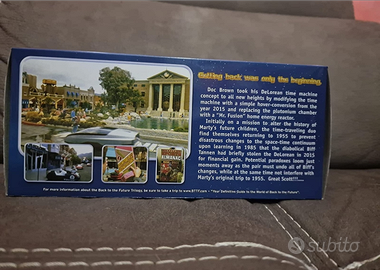 Getting back was only the beginning
Doc Brown took his DeLorean time machine
concept to all new heights by modifying the time
machine with a simple hover-conversion from the
year 2015 and replacing the plutonium chamber
with a "Mr. Fusion" home energy reactor.
Initially on a mission to alter the history of
Marty's future children, the time-traveling duo
find themselves returning to 1955 to prevent
disastrous changes to the space-time continuum
upon learning in 1985 that the diabolical Biff
Tannen had briefly stolen the DeLorean in 2015
for financial gain. Potential paradoxes loom just
moments away as the pair must undo all of Biff's
changes, while at the same time not interfere with
Marty's original trip to 1955. Great Scott!!!....
ALMANAC
For more information about the Back to the Future Trilogy, be sure to take a trip to www.BTTF.com - "Your Definitive Guide to the World of Back to the Future".
subito